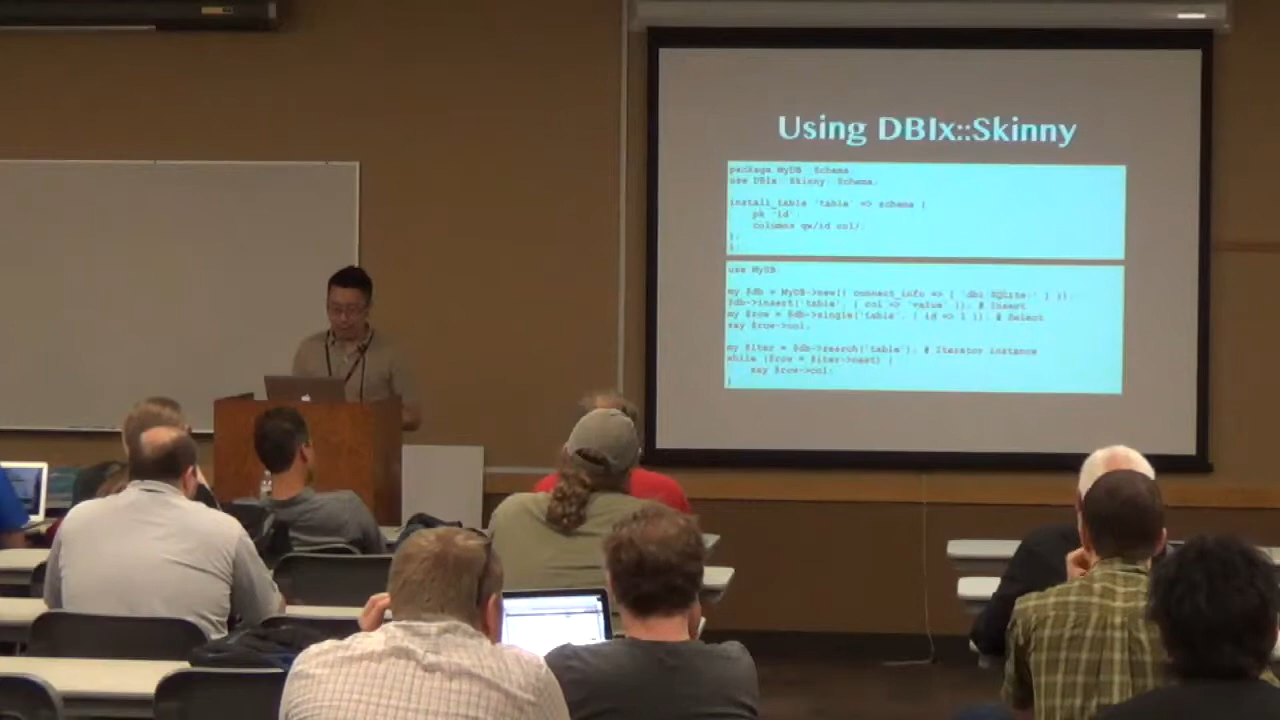 Using DBIx::Skinny
package MyDB::Schema;
use DBIx::Skinny::Schema;
install_table 'table' => schema {
pk 'id';
columns qw/id col/;
};
1;
use MyDB;
my $db = MyDB->new({ connect_info => [ 'dbi:SQLite:' ] });
$db->insert('table', { col => 'value' }); # Insert
my $row = $db->single('table', { id => 1 }); # Select
say $row->col;
my $iter = $db->search('table'); # Iterator instance
while ($row = $iter->next) {
say $row->col;
}